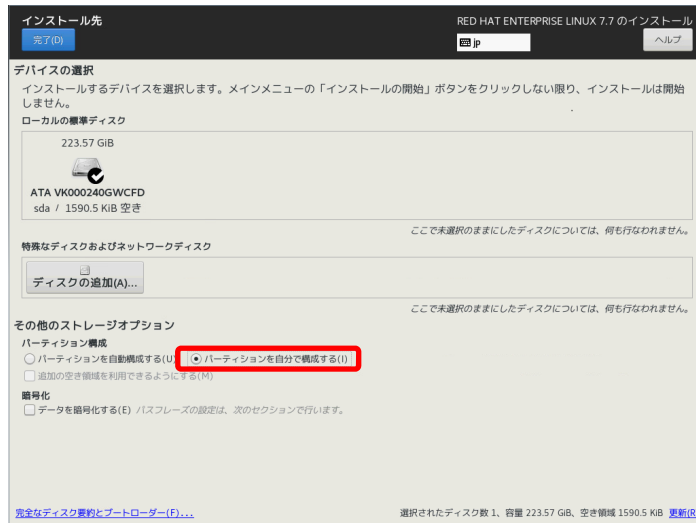 インストール先
RED HAT ENTERPRISE LINUX 7.7 のインストール
完了(D)
jp
ヘルプ
デバイスの選択
インストールするデバイスを選択します。メインメニューの「インストールの開始」ボタンをクリックしない限り、インストールは開始
しません。
ローカルの標準ディスク
223.57 GiB
ATA VK000240GWCFD
sda / 1590.5 KiB 空き
ここで未選択のままにしたディスクについては、何も行なわれません。
特殊なディスクおよびネットワークディスク
ディスクの追加(A)...
ここで未選択のままにしたディスクについては、何も行なわれません。
その他のストレージオプション
パーティション構成
パーティションを自動構成する(U) パーティションを自分で構成する(I)
追加の空き領域を利用できるようにする(M)
暗号化
データを暗号化する(E) パスフレーズの設定は、次のセクションで行います。
完全なディスク要約とブートローダー(F)... 選択されたディスク数 1、容量 223.57 GiB、空き領域 1590.5 KiB 更新(R